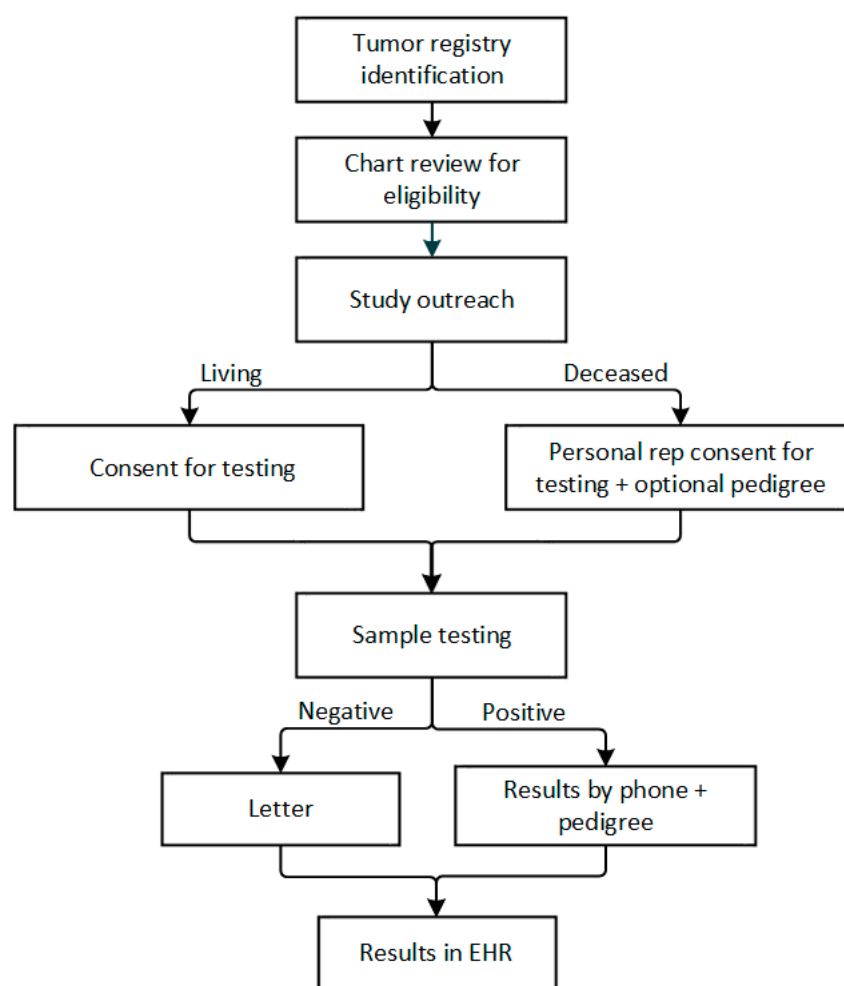 Tumor registry
identification
Chart review for
eligibility
Study outreach
Living
Deceased
Consent for testing
Personal rep consent for
testing + optional pedigree
Sample testing
Negative
Positive
Letter
Results by phone +
pedigree
Results in EHR